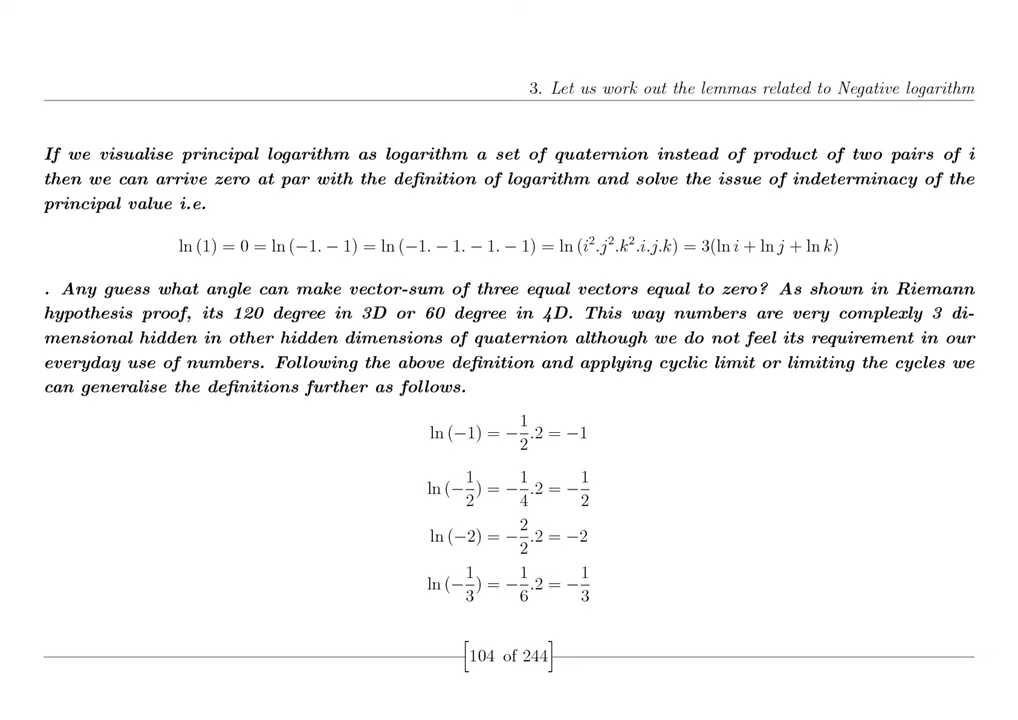 3. Let us work out the lemmas related to Negative logarithm
If we visualise principal logarithm as logarithm a set of quaternion instead of product of two pairs of i
then we can arrive zero at par with the definition of logarithm and solve the issue of indeterminacy of the
principal value i.e.
ln (1) = 0 = ln (−1. − 1) = ln (−1. − 1. − 1. − 1) = ln (i².j².k².i.j.k) = 3(ln i + ln j + ln k)
. Any guess what angle can make vector-sum of three equal vectors equal to zero? As shown in Riemann
hypothesis proof, its 120 degree in 3D or 60 degree in 4D. This way numbers are very complexly 3 di-
mensional hidden in other hidden dimensions of quaternion although we do not feel its requirement in our
everyday use of numbers. Following the above definition and applying cyclic limit or limiting the cycles we
can generalise the definitions further as follows.
ln (−1) = −1/2.2 = −1
ln (−1/2) = −1/4.2 = −1/2
ln (−2) = −2/2.2 = −2
ln (−1/3) = −1/6.2 = −1/3
[104 of 244]